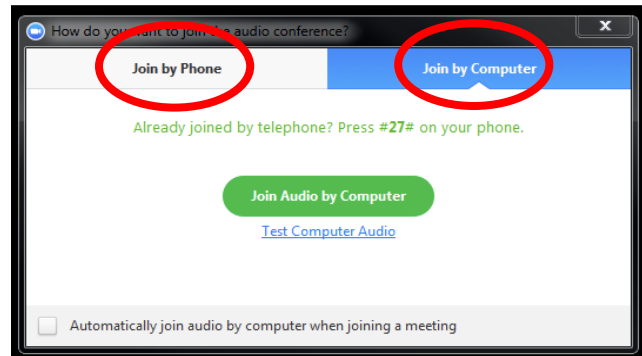 How do you want to join the audio conference?
X
Join by Phone
Join by Computer
Already joined by telephone? Press #27# on your phone.
Join Audio by Computer
Test Computer Audio
Automatically join audio by computer when joining a meeting